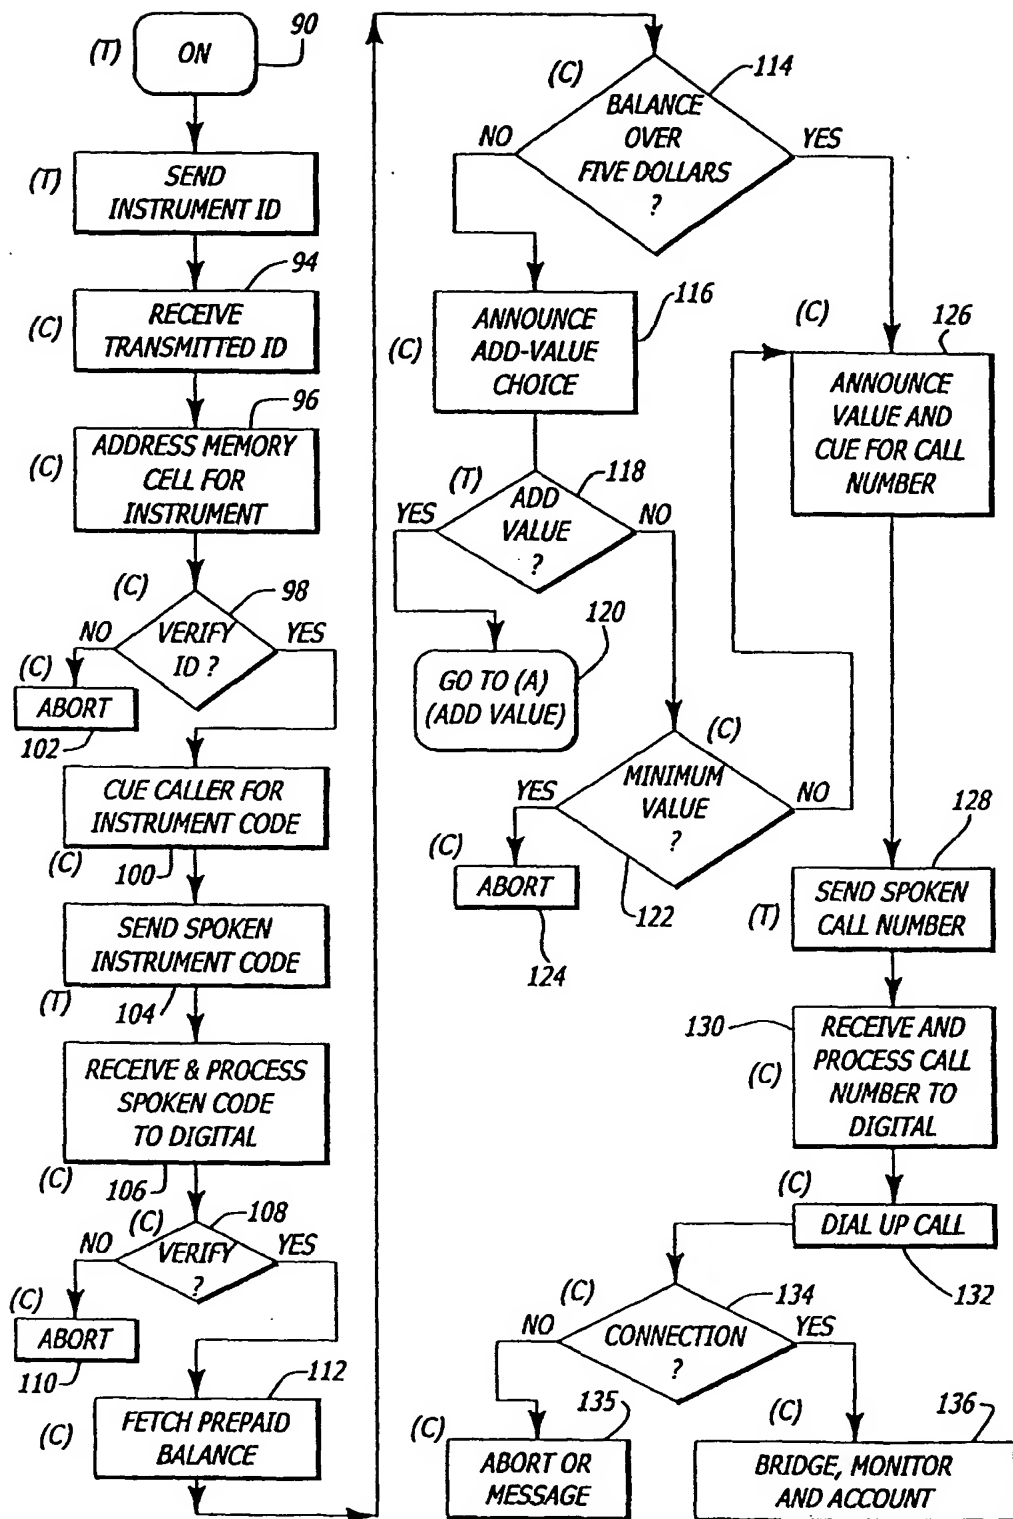 90
(T)
ON
(T)
SEND
INSTRUMENT ID
94
(C)
RECEIVE
TRANSMITTED ID
96
(C)
ADDRESS MEMORY
CELL FOR
INSTRUMENT
(C)
98
NO
VERIFY
ID ?
YES
(C)
ABORT
102
CUE CALLER FOR
INSTRUMENT CODE
(C)
100
SEND SPOKEN
INSTRUMENT CODE
(T)
104
RECEIVE & PROCESS
SPOKEN CODE
TO DIGITAL
(C)
106
(C)
108
NO
VERIFY
?
YES
(C)
ABORT
110
112
(C)
FETCH PREPAID
BALANCE
(C)
114
NO
BALANCE
OVER
FIVE DOLLARS
?
YES
116
(C)
ANNOUNCE
ADD-VALUE
CHOICE
(T)
118
YES
ADD
VALUE
?
NO
120
GO TO (A)
(ADD VALUE)
(C)
YES
MINIMUM
VALUE
?
NO
122
(C)
ABORT
124
(C)
126
ANNOUNCE
VALUE AND
CUE FOR CALL
NUMBER
128
(T)
SEND SPOKEN
CALL NUMBER
130
(C)
RECEIVE AND
PROCESS CALL
NUMBER TO
DIGITAL
(C)
DIAL UP CALL
132
(C)
134
NO
CONNECTION
?
YES
(C)
135
ABORT OR
MESSAGE
(C)
136
BRIDGE, MONITOR
AND ACCOUNT